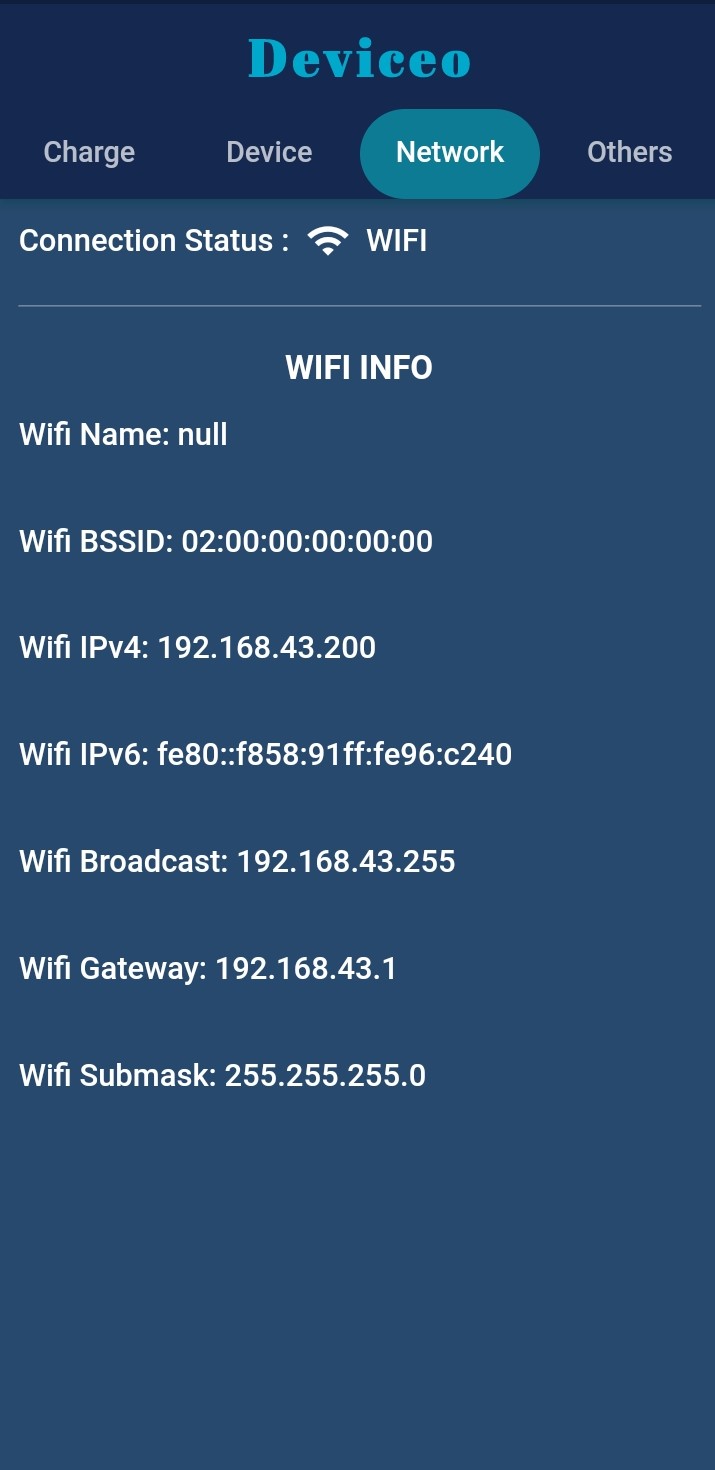 Deviceo
Charge Device Network Others
Connection Status : WIFI
WIFI INFO
Wifi Name: null
Wifi BSSID: 02:00:00:00:00:00
Wifi IPv4: 192.168.43.200
Wifi IPv6: fe80::f858:91ff:fe96:c240
Wifi Broadcast: 192.168.43.255
Wifi Gateway: 192.168.43.1
Wifi Submask: 255.255.255.0